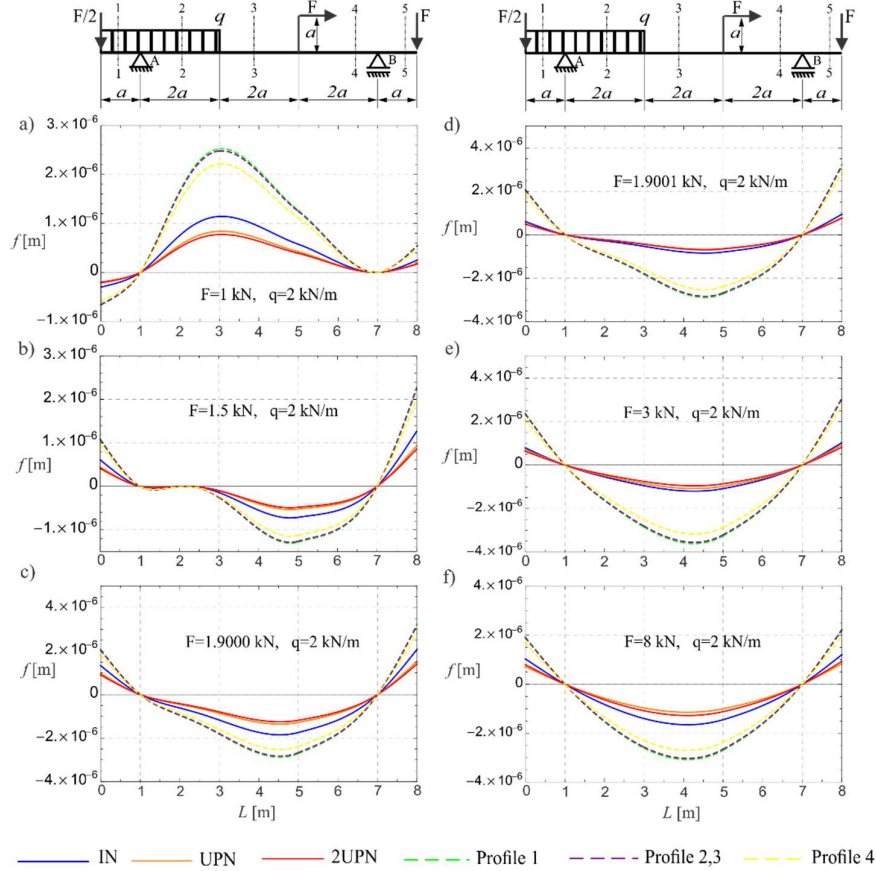 F/2 1 2 q 3 F a 4 5 F
1 A 2 3 4 B 5
a 2a 2a 2a a
F/2 1 2 q 3 F a 4 5 F
1 A 2 3 4 B 5
a 2a 2a 2a a
a)
3.×10⁻⁶
2.×10⁻⁶
1.×10⁻⁶
0
−1.×10⁻⁶
f [m]
F=1 kN, q=2 kN/m
0 1 2 3 4 5 6 7 8
b)
3.×10⁻⁶
2.×10⁻⁶
1.×10⁻⁶
0
−1.×10⁻⁶
f [m]
F=1.5 kN, q=2 kN/m
0 1 2 3 4 5 6 7 8
c)
4.×10⁻⁶
2.×10⁻⁶
0
−2.×10⁻⁶
−4.×10⁻⁶
f [m]
F=1.9000 kN, q=2 kN/m
0 1 2 3 4 5 6 7 8
L [m]
d)
4.×10⁻⁶
2.×10⁻⁶
0
−2.×10⁻⁶
−4.×10⁻⁶
f [m]
F=1.9001 kN, q=2 kN/m
0 1 2 3 4 5 6 7 8
e)
4.×10⁻⁶
2.×10⁻⁶
0
−2.×10⁻⁶
−4.×10⁻⁶
f [m]
F=3 kN, q=2 kN/m
0 1 2 3 4 5 6 7 8
f)
4.×10⁻⁶
2.×10⁻⁶
0
−2.×10⁻⁶
−4.×10⁻⁶
f [m]
F=8 kN, q=2 kN/m
0 1 2 3 4 5 6 7 8
L [m]
IN UPN 2UPN Profile 1 Profile 2,3 Profile 4